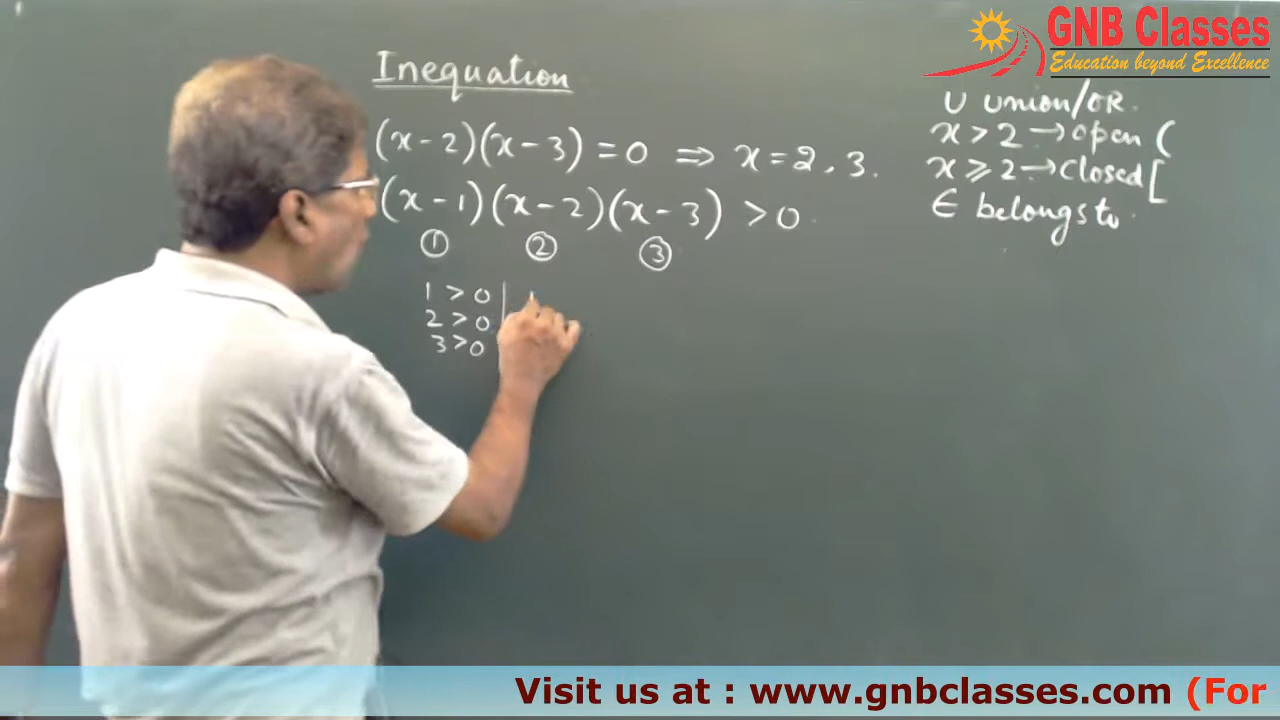 GNB Classes
Education beyond Excellence
Inequation
(x-2)(x-3) = 0 ⇒ x = 2, 3.
(x-1)(x-2)(x-3) > 0.
① ② ③
1 > 0
2 > 0
3 > 0
∪ union/OR.
x > 2 → open (
x ≥ 2 → closed [
∈ belongs to.
Visit us at : www.gnbclasses.com (For